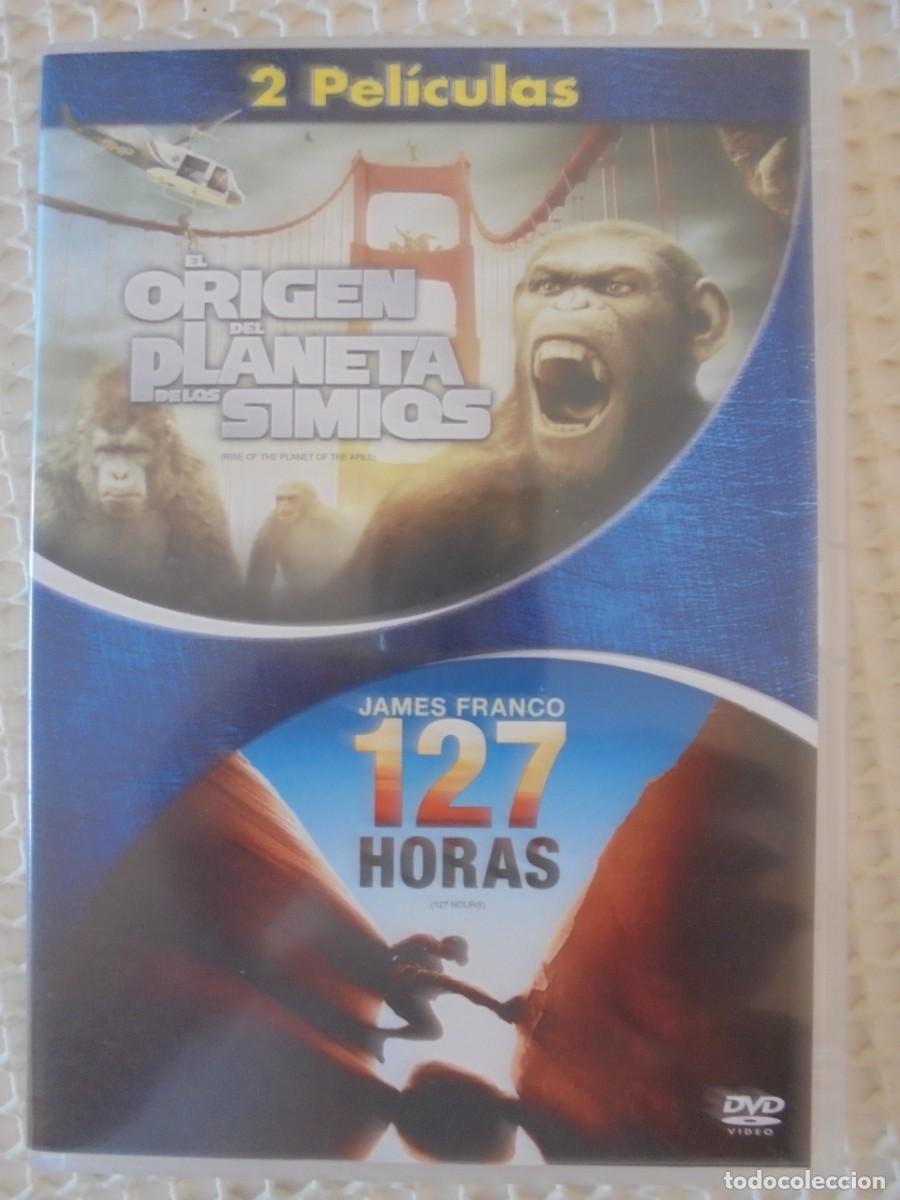 2 Películas
EL
ORIGEN
DEL
PLANETA
DE LOS
SIMIOS
(RISE OF THE PLANET OF THE APES)
JAMES FRANCO
127
HORAS
(127 HOURS)
DVD
VIDEO
todocoleccion